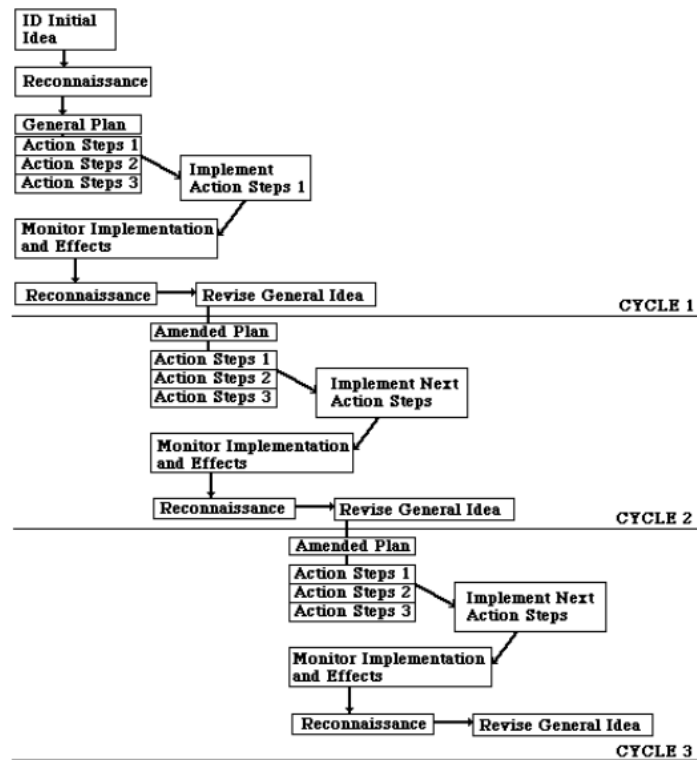 ID Initial
Idea
Reconnaissance
General Plan
Action Steps 1
Action Steps 2
Action Steps 3
Implement
Action Steps 1
Monitor Implementation
and Effects
Reconnaissance
Revise General Idea
CYCLE 1
Amended Plan
Action Steps 1
Action Steps 2
Action Steps 3
Implement Next
Action Steps
Monitor Implementation
and Effects
Reconnaissance
Revise General Idea
CYCLE 2
Amended Plan
Action Steps 1
Action Steps 2
Action Steps 3
Implement Next
Action Steps
Monitor Implementation
and Effects
Reconnaissance
Revise General Idea
CYCLE 3